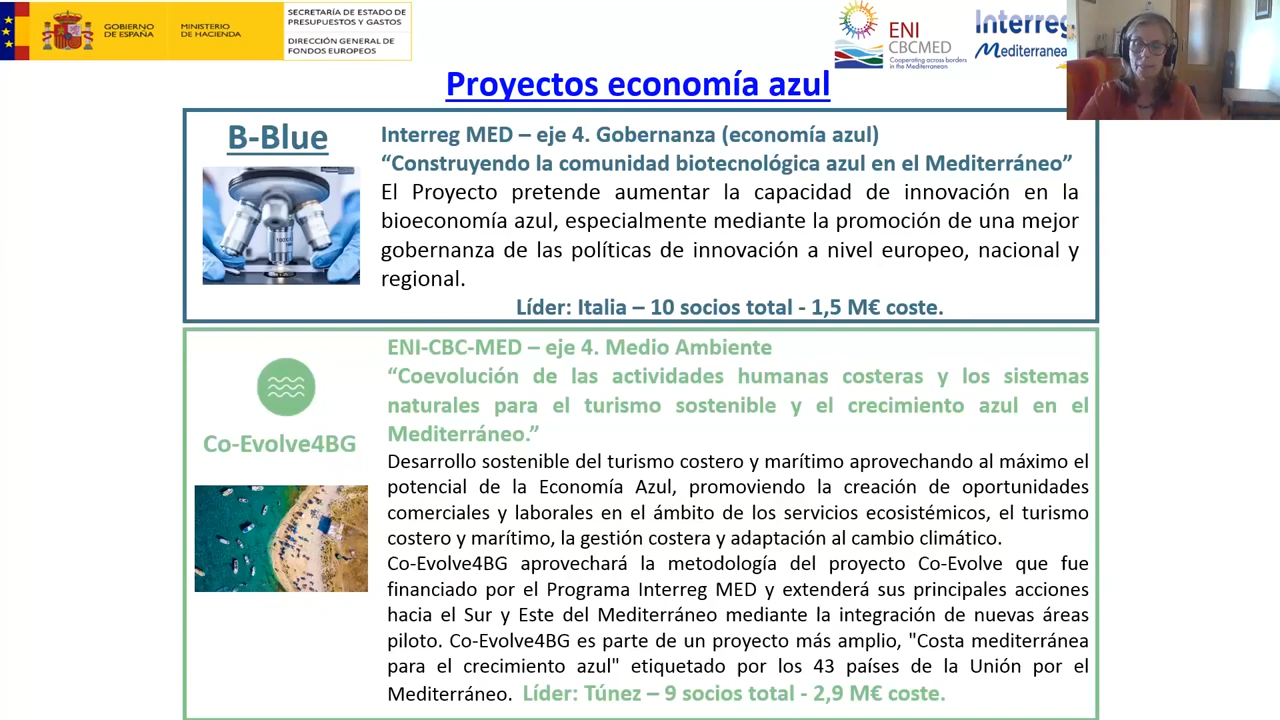 GOBIERNO
DE ESPAÑA
MINISTERIO
DE HACIENDA
SECRETARÍA DE ESTADO DE
PRESUPUESTOS Y GASTOS
DIRECCIÓN GENERAL DE
FONDOS EUROPEOS
ENI
CBCMED
Cooperating across borders
in the Mediterranean
Interreg
Mediterranea
Proyectos economía azul
B-Blue
Interreg MED – eje 4. Gobernanza (economía azul)
“Construyendo la comunidad biotecnológica azul en el Mediterráneo”
El Proyecto pretende aumentar la capacidad de innovación en la
bioeconomía azul, especialmente mediante la promoción de una mejor
gobernanza de las políticas de innovación a nivel europeo, nacional y
regional.
Líder: Italia – 10 socios total - 1,5 M€ coste.
Co-Evolve4BG
ENI-CBC-MED – eje 4. Medio Ambiente
“Coevolución de las actividades humanas costeras y los sistemas
naturales para el turismo sostenible y el crecimiento azul en el
Mediterráneo.”
Desarrollo sostenible del turismo costero y marítimo aprovechando al máximo el
potencial de la Economía Azul, promoviendo la creación de oportunidades
comerciales y laborales en el ámbito de los servicios ecosistémicos, el turismo
costero y marítimo, la gestión costera y adaptación al cambio climático.
Co-Evolve4BG aprovechará la metodología del proyecto Co-Evolve que fue
financiado por el Programa Interreg MED y extenderá sus principales acciones
hacia el Sur y Este del Mediterráneo mediante la integración de nuevas áreas
piloto. Co-Evolve4BG es parte de un proyecto más amplio, "Costa mediterránea
para el crecimiento azul" etiquetado por los 43 países de la Unión por el
Mediterráneo. Líder: Túnez – 9 socios total - 2,9 M€ coste.